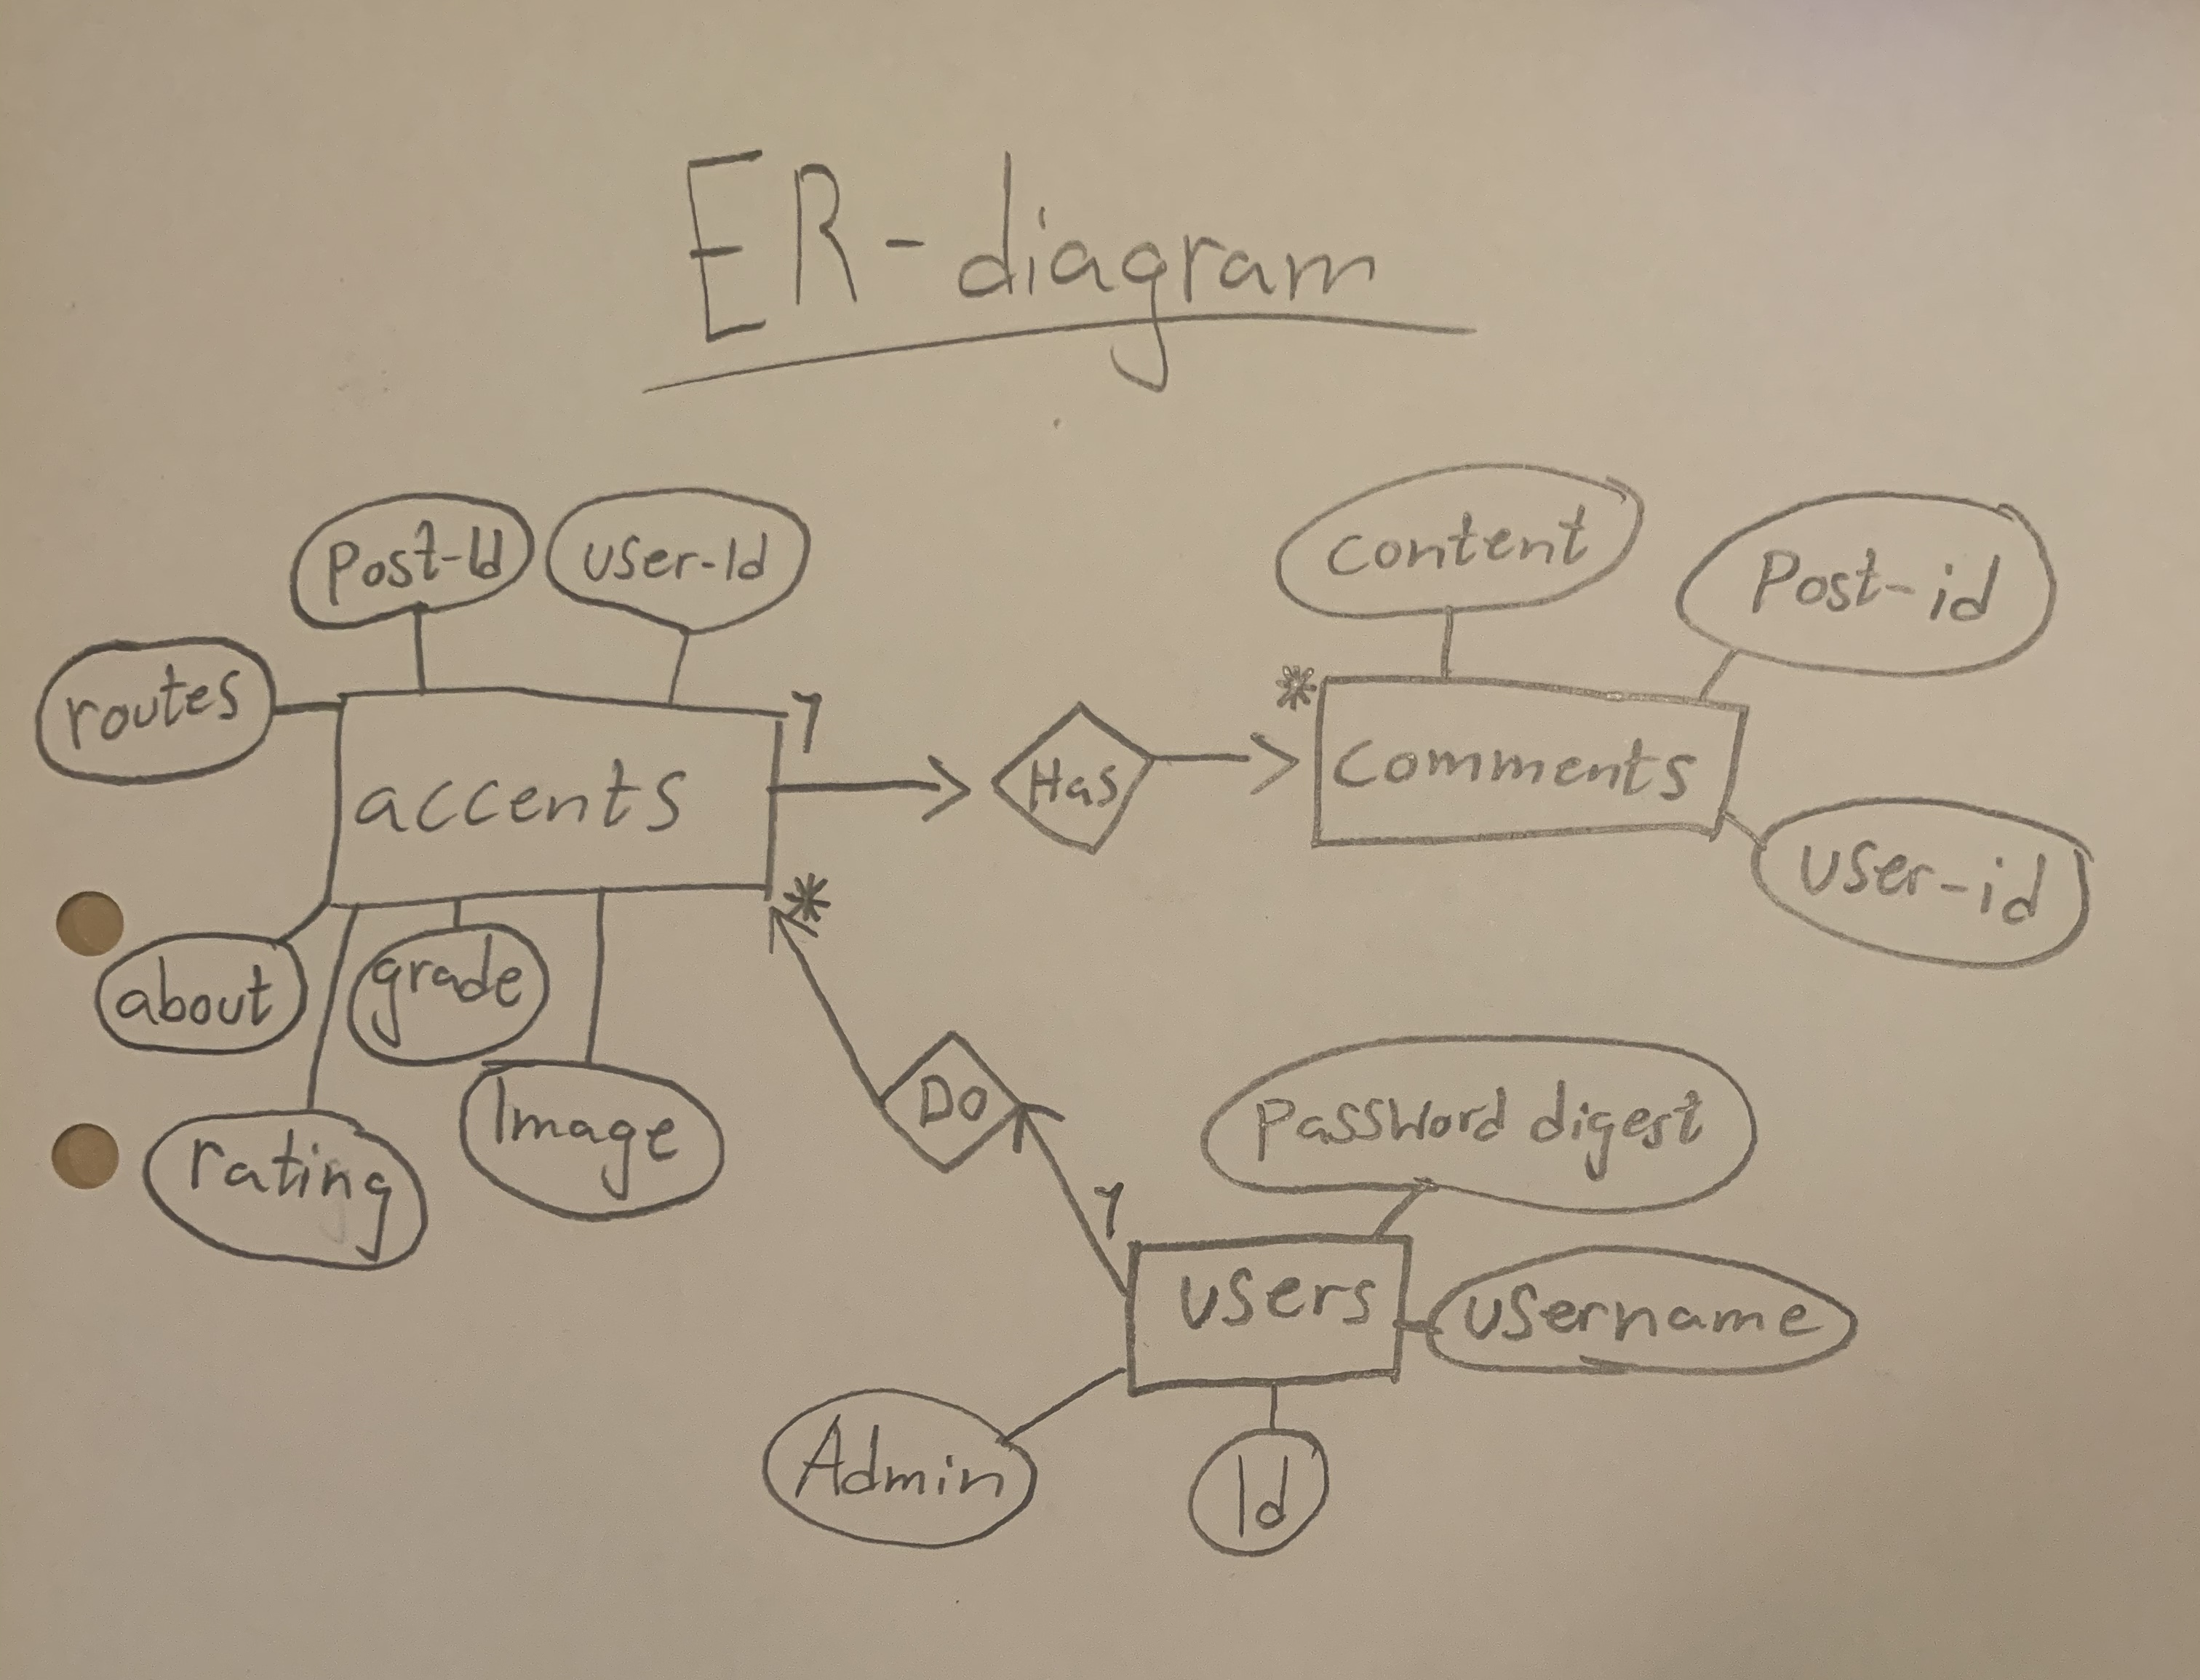 ER-diagram
Post-Id
user-Id
content
Post-id
routes
*
1
accents
Has
comments
user-id
*
about
grade
Do
Image
Password digest
rating
1
users
username
Admin
Id